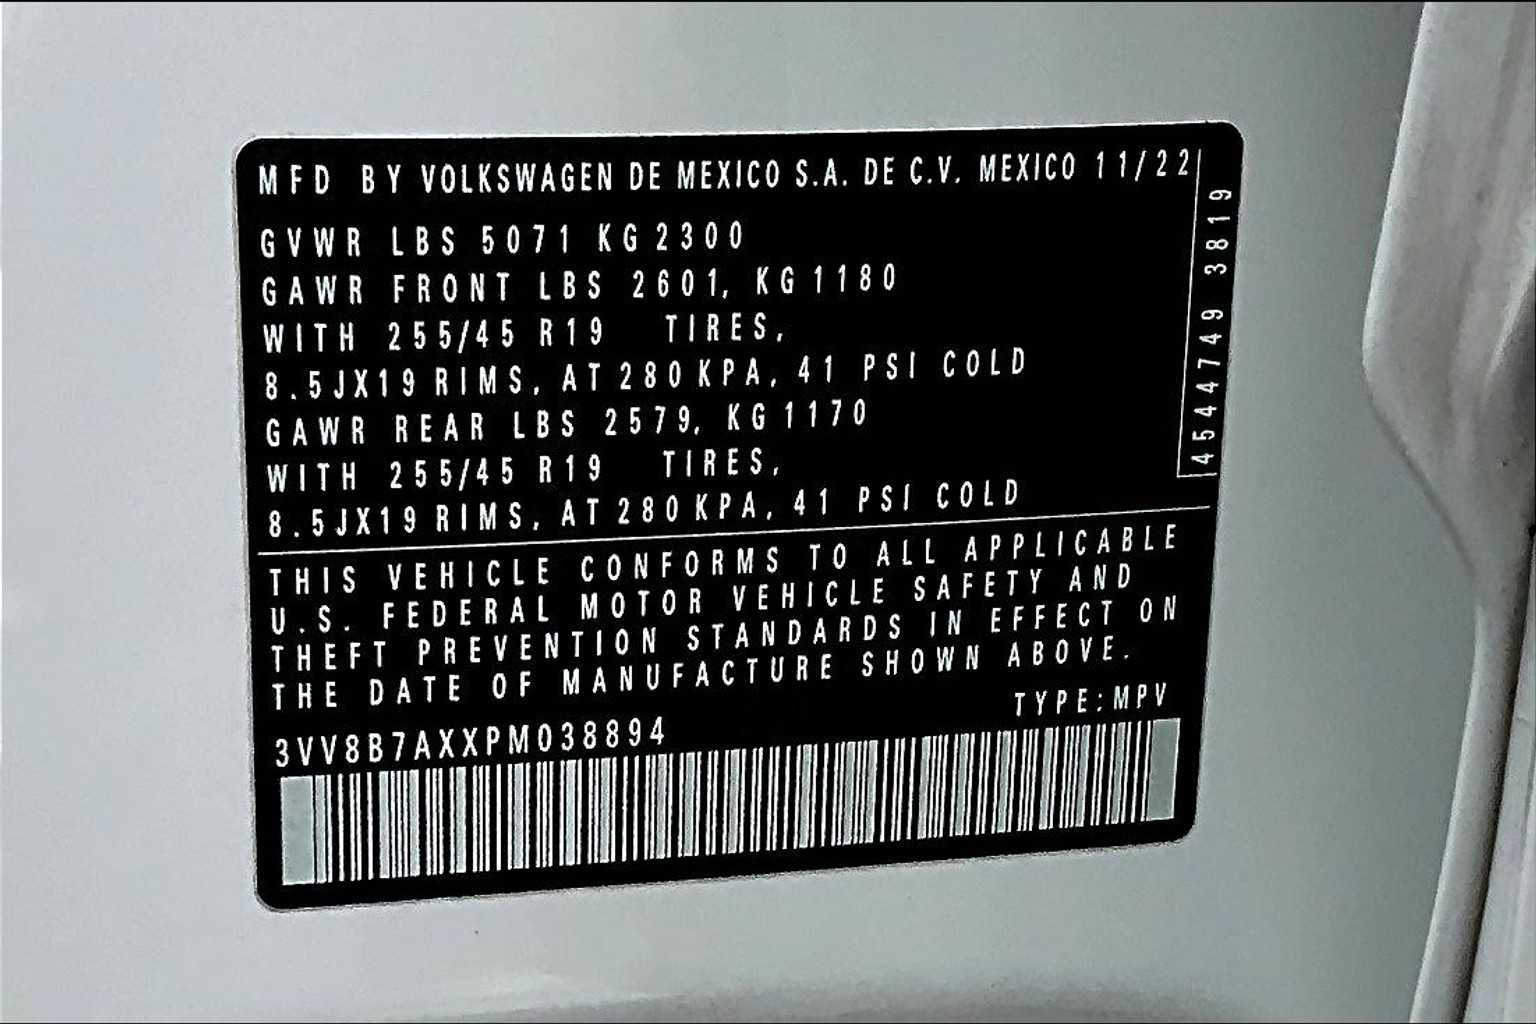 MFD BY VOLKSWAGEN DE MEXICO S.A. DE C.V. MEXICO 11/22
GVWR LBS 5071 KG 2300
GAWR FRONT LBS 2601, KG 1180
WITH 255/45 R19 TIRES,
8.5JX19 RIMS, AT 280 KPA, 41 PSI COLD
GAWR REAR LBS 2579, KG 1170
WITH 255/45 R19 TIRES,
8.5JX19 RIMS, AT 280 KPA, 41 PSI COLD
4544749 3819
THIS VEHICLE CONFORMS TO ALL APPLICABLE
U.S. FEDERAL MOTOR VEHICLE SAFETY AND
THEFT PREVENTION STANDARDS IN EFFECT ON
THE DATE OF MANUFACTURE SHOWN ABOVE.
TYPE: MPV
3VV8B7AXXPM038894